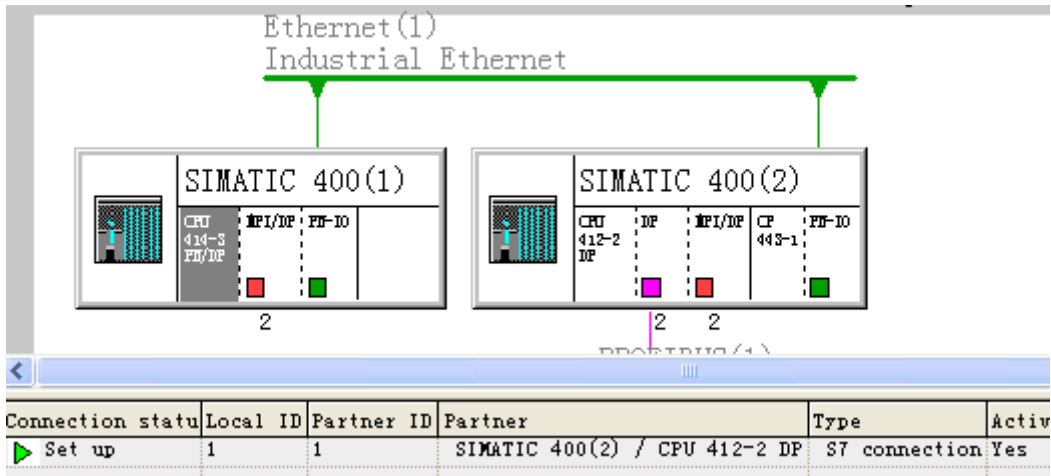 Ethernet(1)
Industrial Ethernet
SIMATIC 400(1)
CPU 414-3 PN/DP
MPI/DP
PN-IO
2
SIMATIC 400(2)
CPU 412-2 DP
DP
MPI/DP
CP 443-1
PN-IO
2
2
PROFIBUS(1)
Connection statu Local ID Partner ID Partner Type Activ
Set up 1 1 SIMATIC 400(2) / CPU 412-2 DP S7 connection Yes